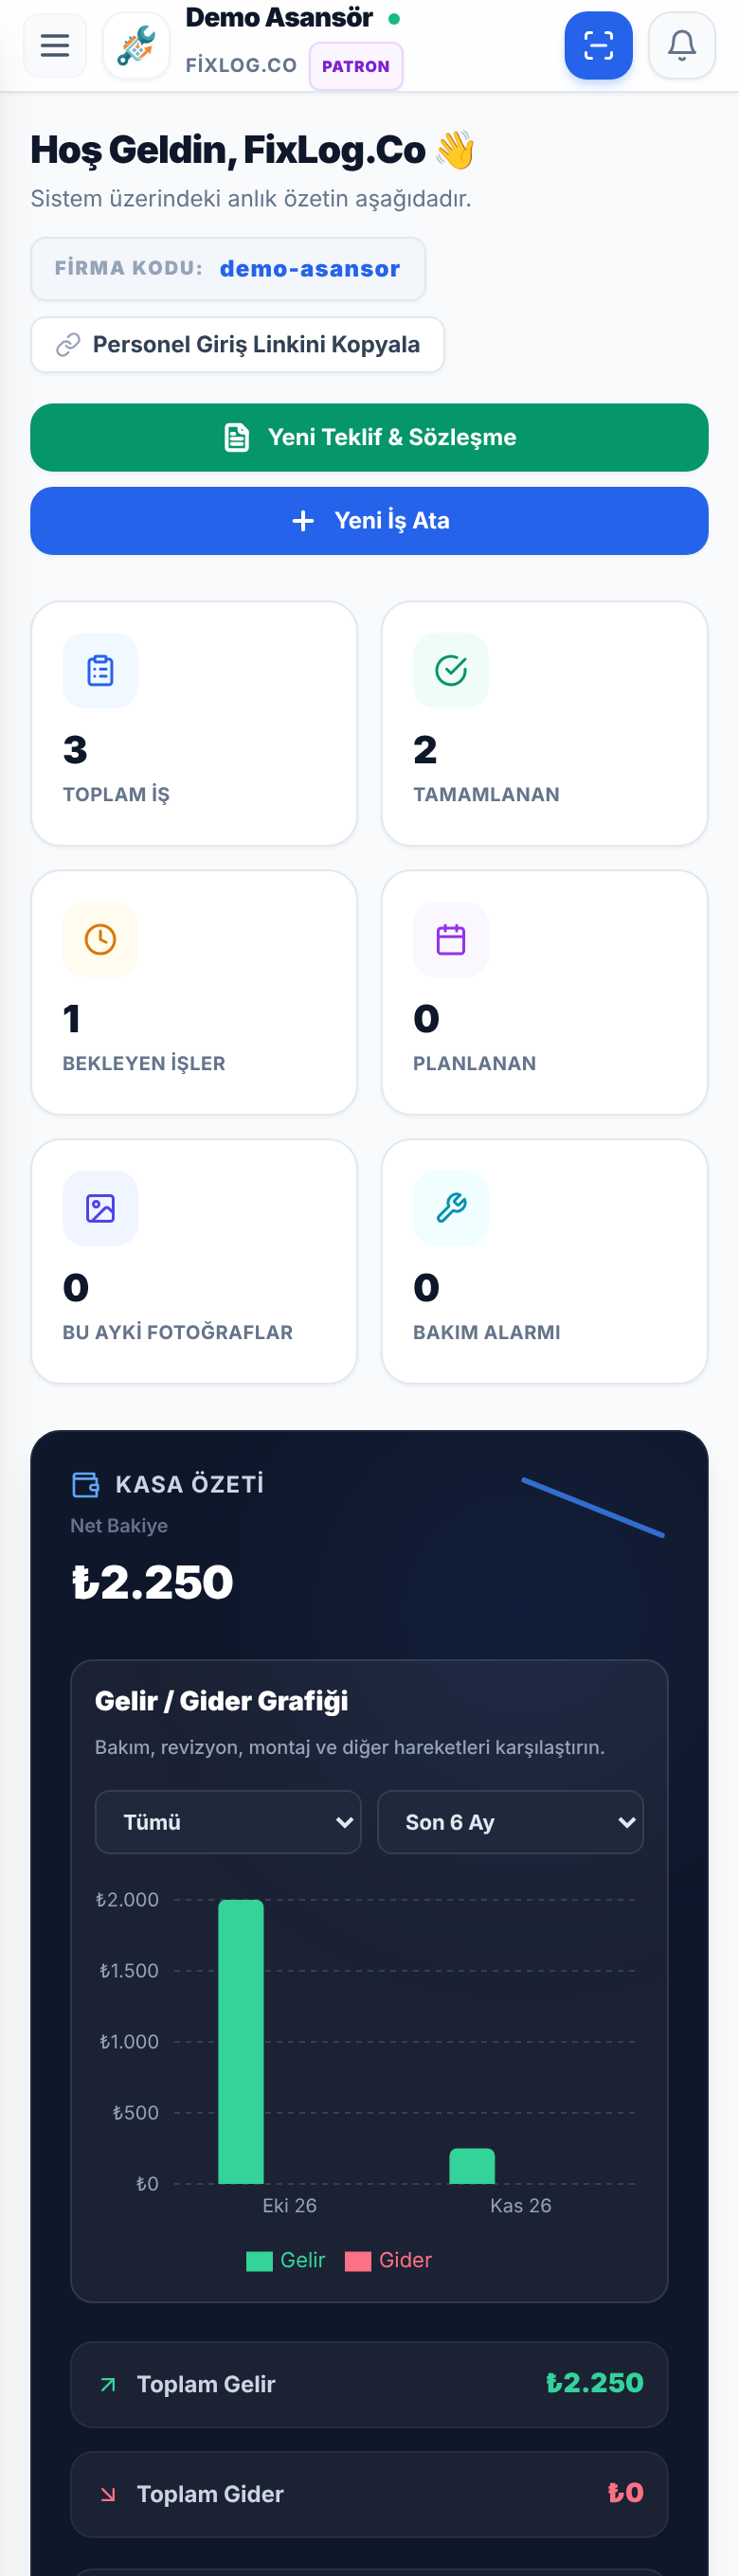 Demo Asansör
FİXLOG.CO PATRON
Hoş Geldin, FixLog.Co 👋
Sistem üzerindeki anlık özetin aşağıdadır.
FİRMA KODU: demo-asansor
Personel Giriş Linkini Kopyala
Yeni Teklif & Sözleşme
Yeni İş Ata
3
TOPLAM İŞ
2
TAMAMLANAN
1
BEKLEYEN İŞLER
0
PLANLANAN
0
BU AYKİ FOTOĞRAFLAR
0
BAKIM ALARMI
KASA ÖZETİ
Net Bakiye
₺2.250
Gelir / Gider Grafiği
Bakım, revizyon, montaj ve diğer hareketleri karşılaştırın.
Tümü
Son 6 Ay
₺2.000
₺1.500
₺1.000
₺500
₺0
Eki 26 Kas 26
Gelir Gider
Toplam Gelir ₺2.250
Toplam Gider ₺0